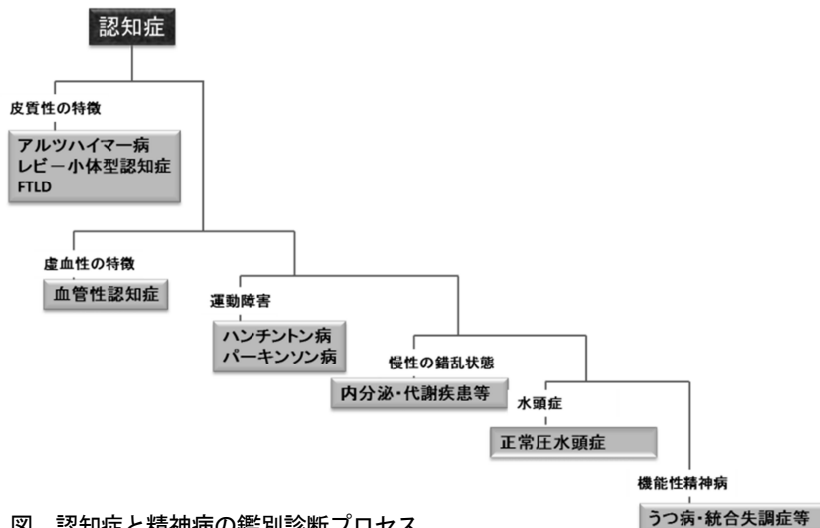 認知症
皮質性の特徴
アルツハイマー病
レビー小体型認知症
FTLD
虚血性の特徴
血管性認知症
運動障害
ハンチントン病
パーキンソン病
慢性の錯乱状態
内分泌・代謝疾患等
水頭症
正常圧水頭症
機能性精神病
うつ病・統合失調症等
図 認知症と精神病の鑑別診断プロセス